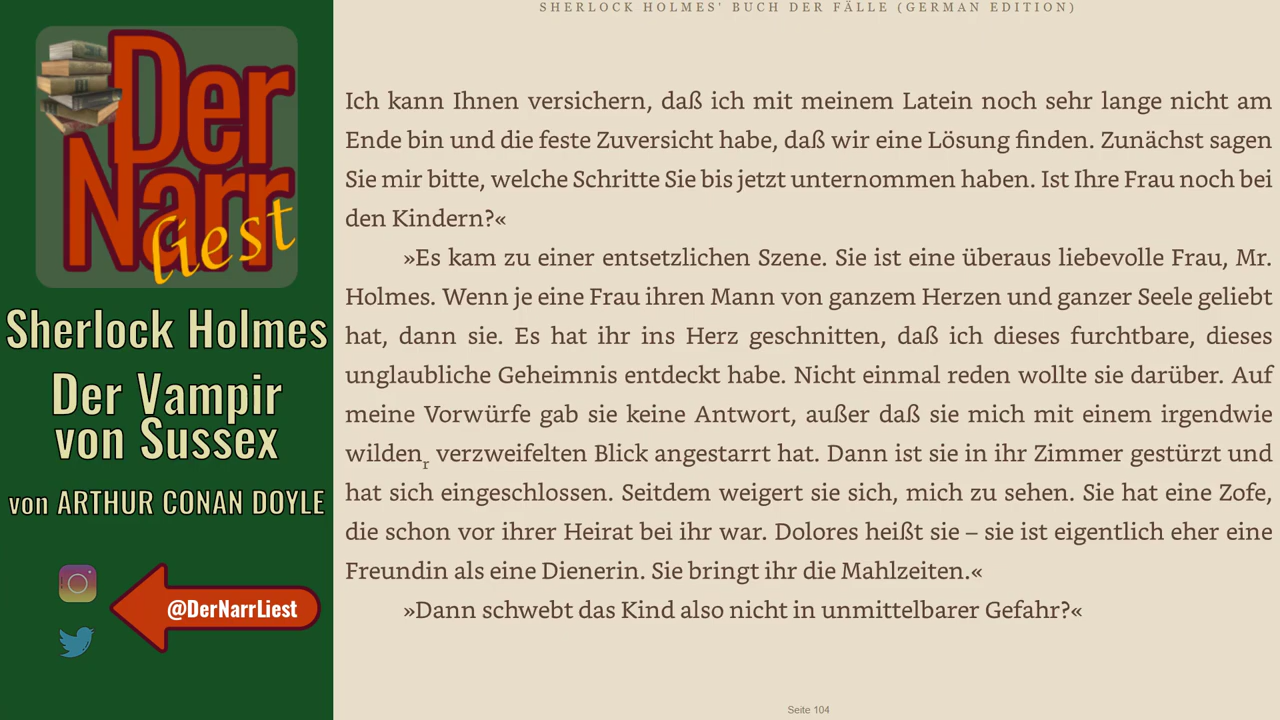 Der
Narr
liest
Sherlock Holmes
Der Vampir
von Sussex
von ARTHUR CONAN DOYLE
@DerNarrLiest
SHERLOCK HOLMES' BUCH DER FÄLLE (GERMAN EDITION)
Ich kann Ihnen versichern, daß ich mit meinem Latein noch sehr lange nicht am
Ende bin und die feste Zuversicht habe, daß wir eine Lösung finden. Zunächst sagen
Sie mir bitte, welche Schritte Sie bis jetzt unternommen haben. Ist Ihre Frau noch bei
den Kindern?«
»Es kam zu einer entsetzlichen Szene. Sie ist eine überaus liebevolle Frau, Mr.
Holmes. Wenn je eine Frau ihren Mann von ganzem Herzen und ganzer Seele geliebt
hat, dann sie. Es hat ihr ins Herz geschnitten, daß ich dieses furchtbare, dieses
unglaubliche Geheimnis entdeckt habe. Nicht einmal reden wollte sie darüber. Auf
meine Vorwürfe gab sie keine Antwort, außer daß sie mich mit einem irgendwie
wilden, verzweifelten Blick angestarrt hat. Dann ist sie in ihr Zimmer gestürzt und
hat sich eingeschlossen. Seitdem weigert sie sich, mich zu sehen. Sie hat eine Zofe,
die schon vor ihrer Heirat bei ihr war. Dolores heißt sie – sie ist eigentlich eher eine
Freundin als eine Dienerin. Sie bringt ihr die Mahlzeiten.«
»Dann schwebt das Kind also nicht in unmittelbarer Gefahr?«
Seite 104